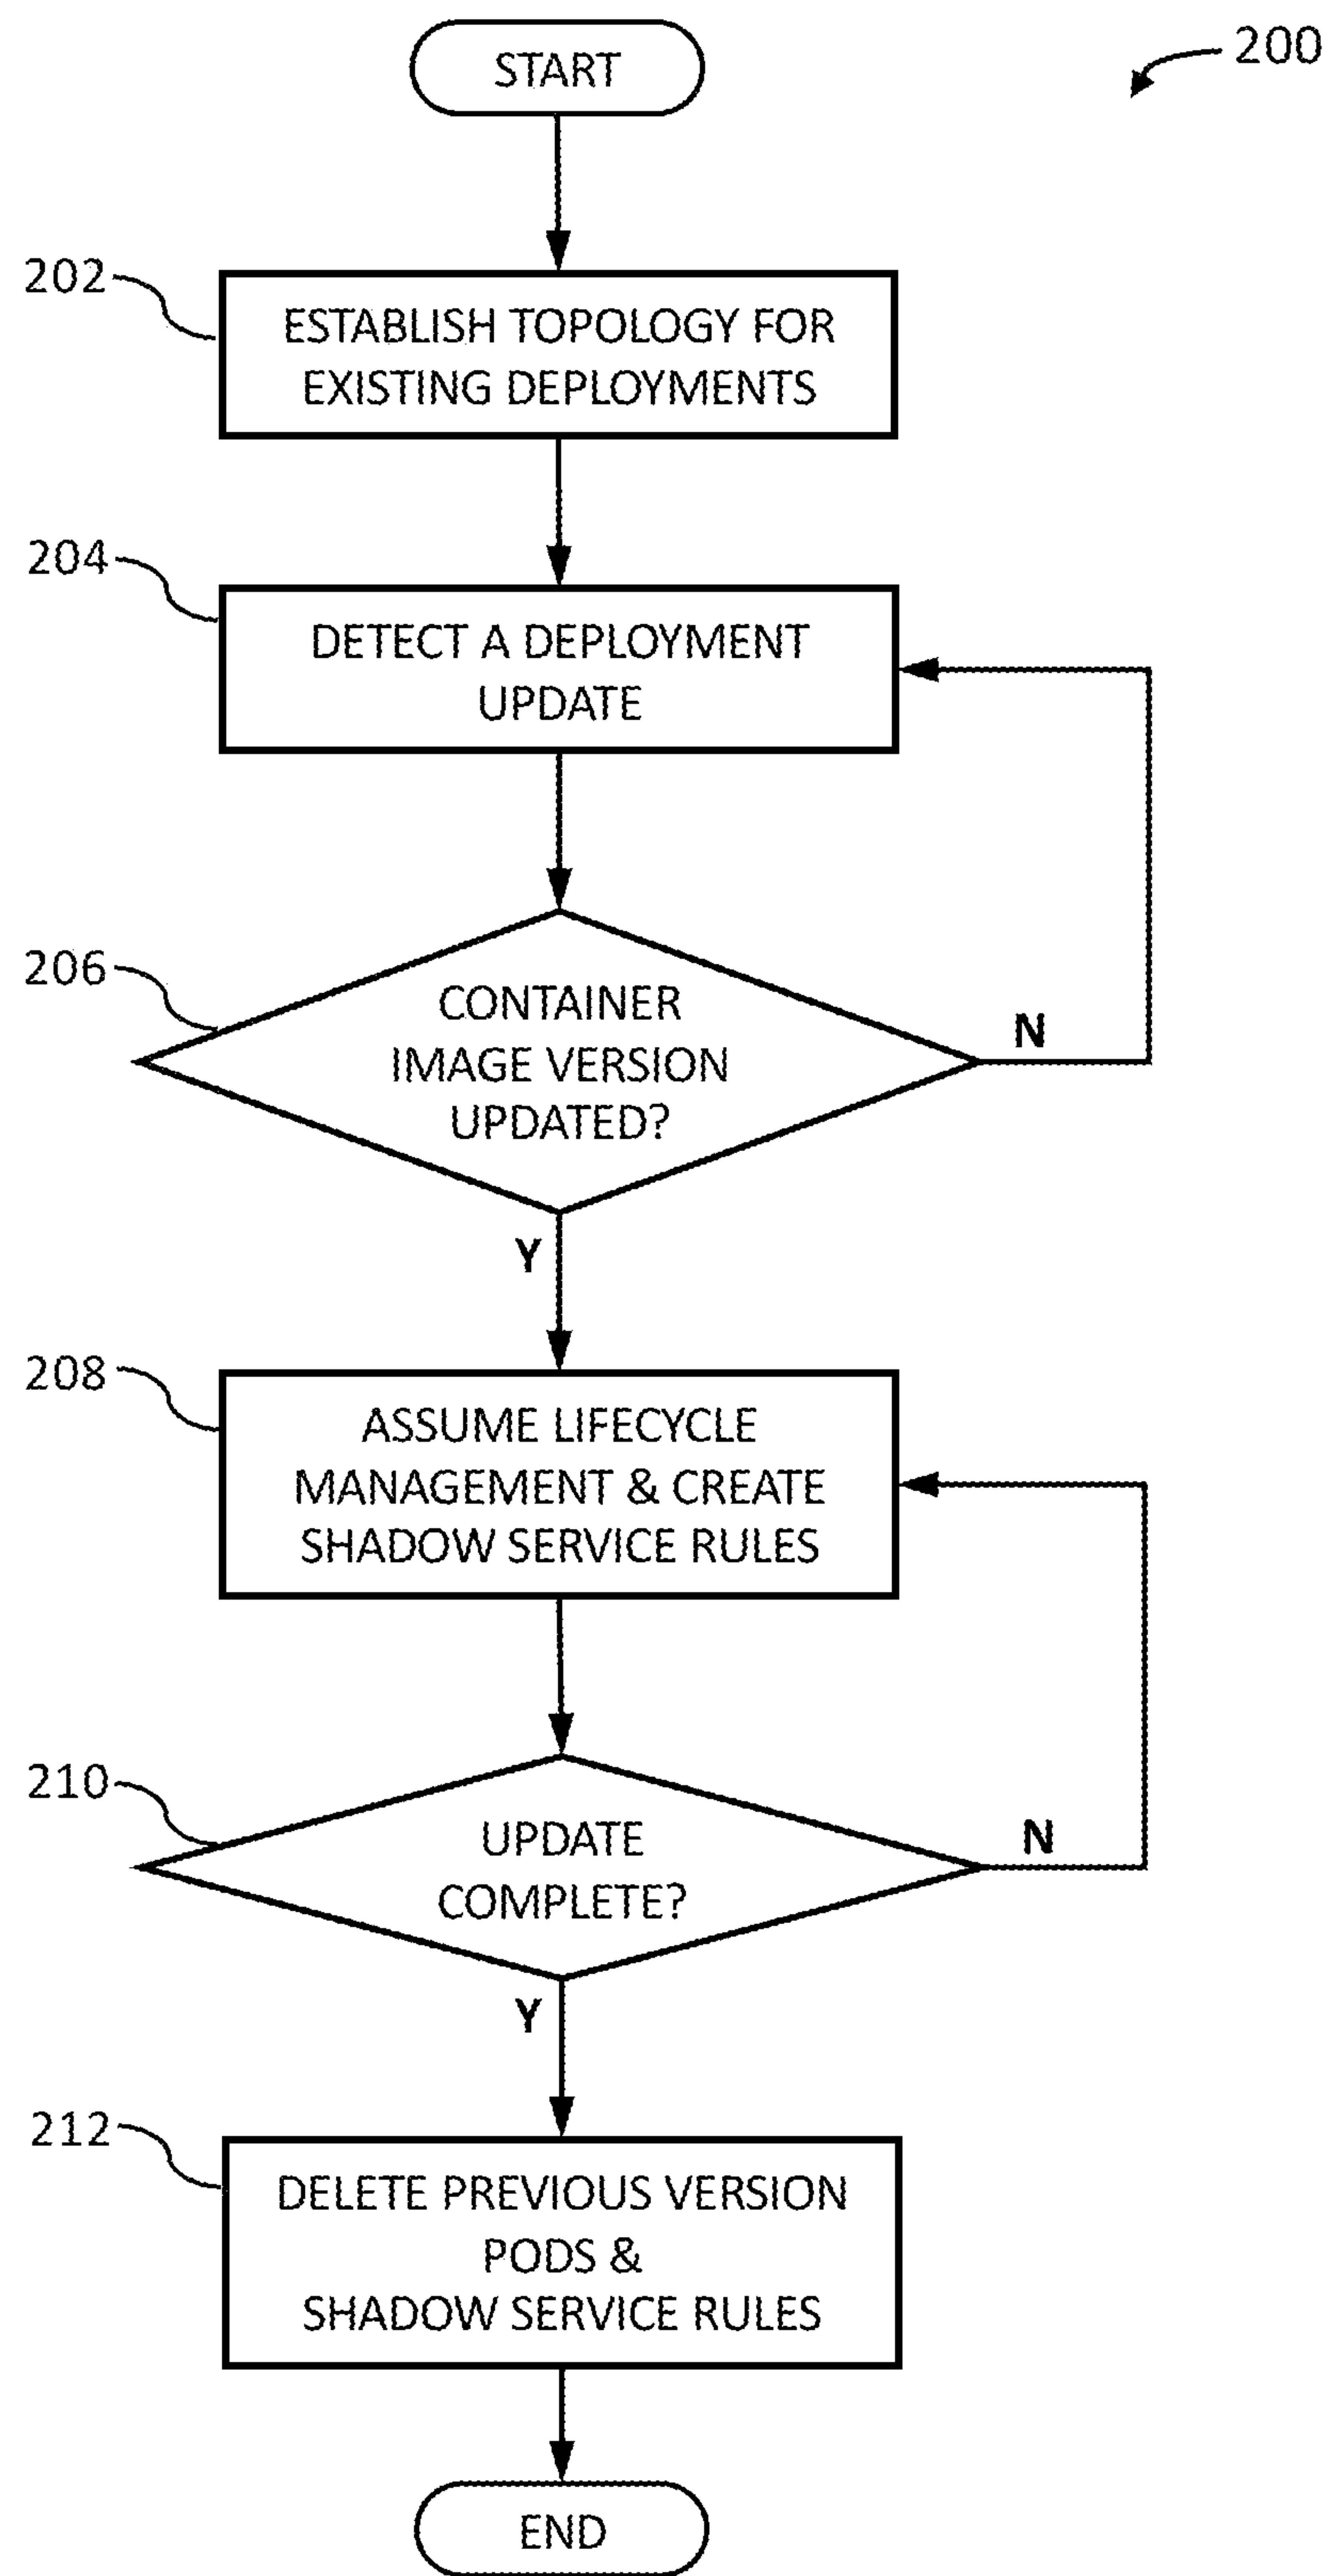 START
200
202
ESTABLISH TOPOLOGY FOR
EXISTING DEPLOYMENTS
204
DETECT A DEPLOYMENT
UPDATE
206
CONTAINER
IMAGE VERSION
UPDATED?
N
Y
208
ASSUME LIFECYCLE
MANAGEMENT & CREATE
SHADOW SERVICE RULES
210
UPDATE
COMPLETE?
N
Y
212
DELETE PREVIOUS VERSION
PODS &
SHADOW SERVICE RULES
END